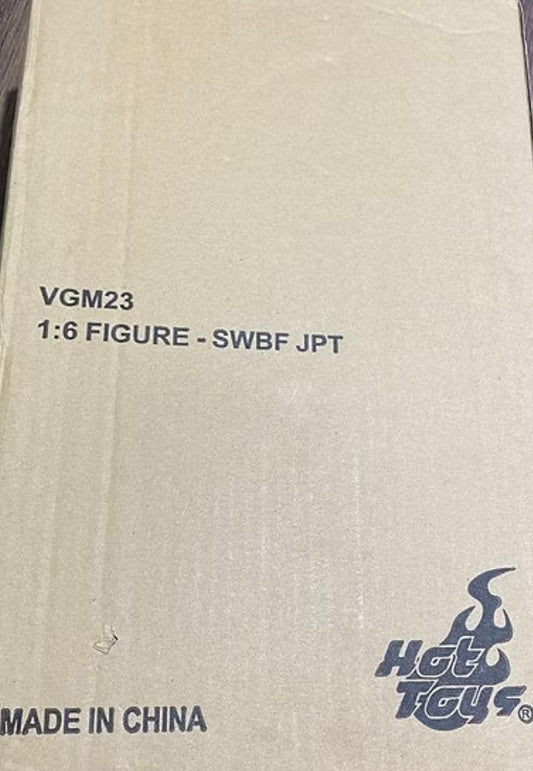 VGM23
1:6 FIGURE - SWBF JPT
Hot
Toys®
MADE IN CHINA